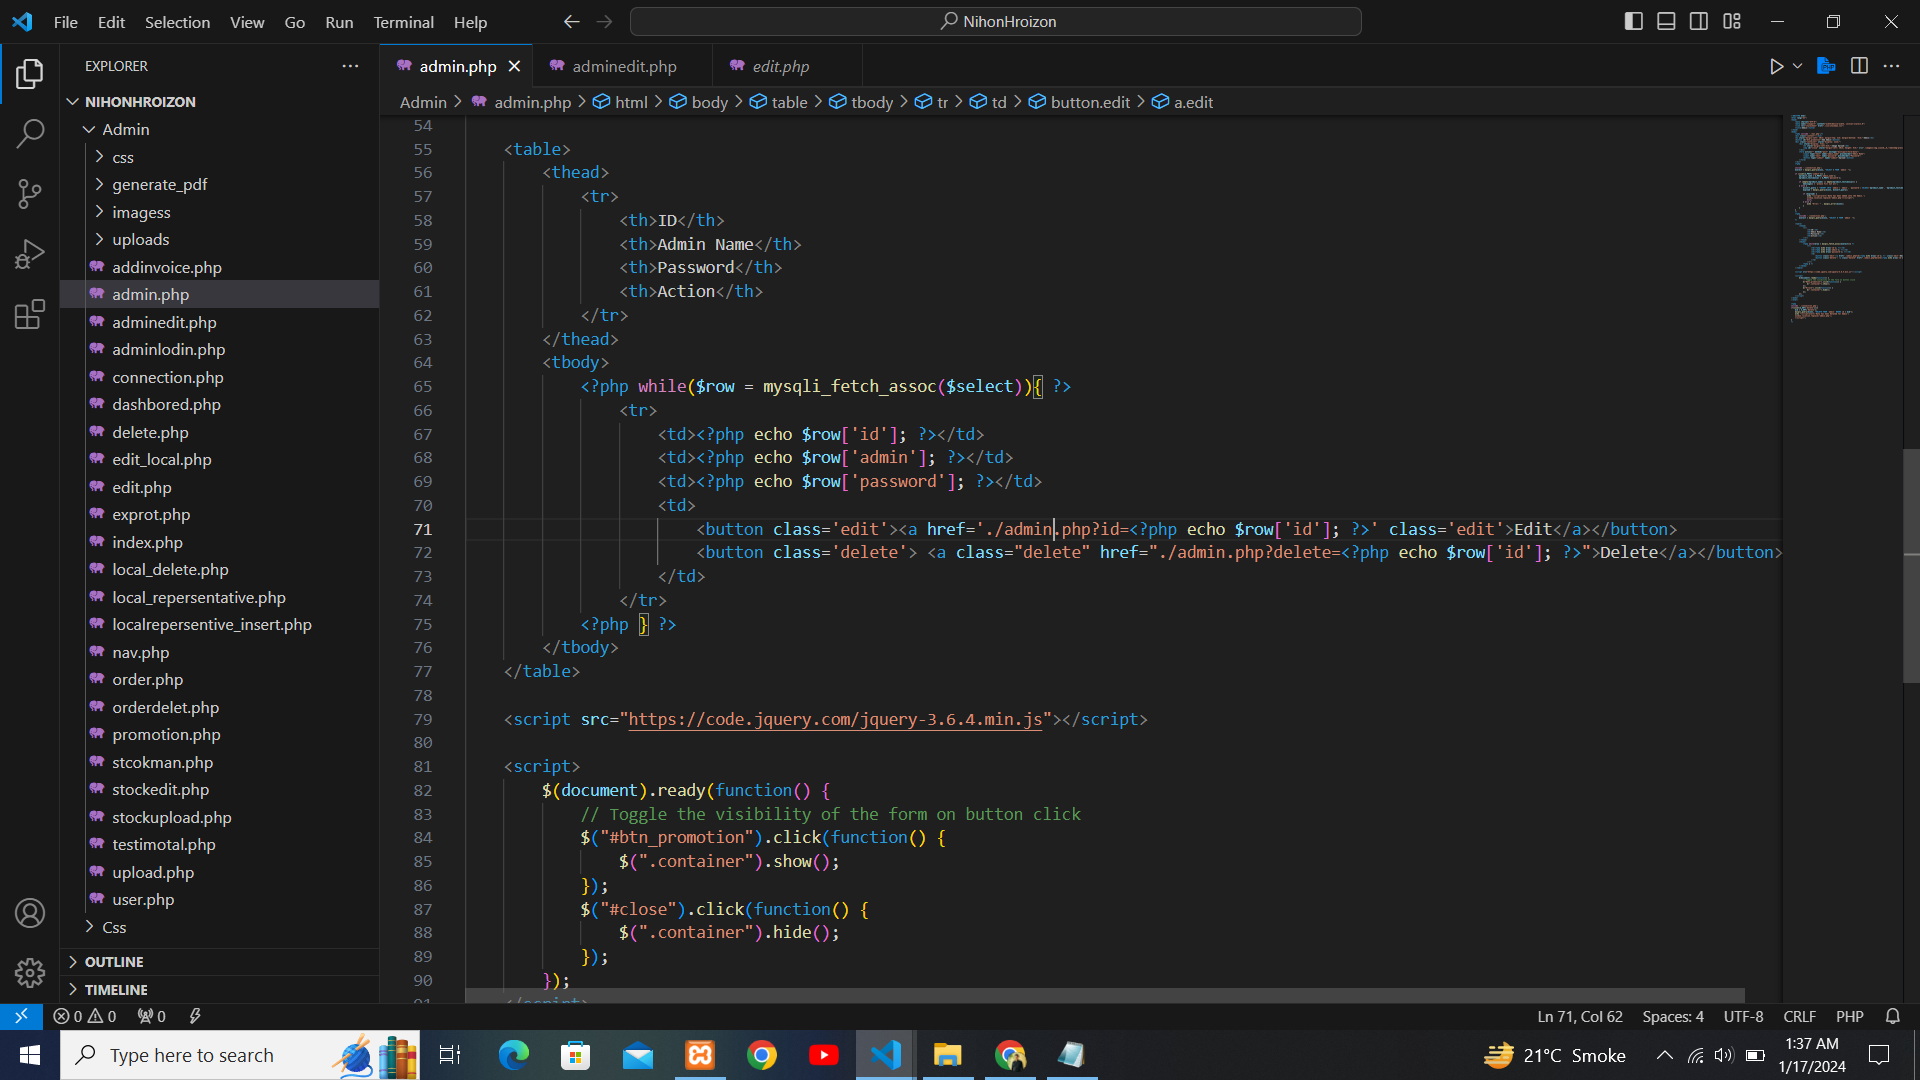 File Edit Selection View Go Run Terminal Help
NihonHroizon
EXPLORER
admin.php
adminedit.php
edit.php
Admin > admin.php > html > body > table > tbody > tr > td > button.edit > a.edit
NIHONHROIZON
Admin
css
generate_pdf
imagess
uploads
addinvoice.php
admin.php
adminedit.php
adminlodin.php
connection.php
dashbored.php
delete.php
edit_local.php
edit.php
exprot.php
index.php
local_delete.php
local_repersentative.php
localrepersentive_insert.php
nav.php
order.php
orderdelet.php
promotion.php
stcokman.php
stockedit.php
stockupload.php
testimotal.php
upload.php
user.php
Css
OUTLINE
TIMELINE
54
55 <table>
56 <thead>
57 <tr>
58 <th>ID</th>
59 <th>Admin Name</th>
60 <th>Password</th>
61 <th>Action</th>
62 </tr>
63 </thead>
64 <tbody>
65 <?php while($row = mysqli_fetch_assoc($select)){ ?>
66 <tr>
67 <td><?php echo $row['id']; ?></td>
68 <td><?php echo $row['admin']; ?></td>
69 <td><?php echo $row['password']; ?></td>
70 <td>
71 <button class='edit'><a href='./admin.php?id=<?php echo $row['id']; ?>' class='edit'>Edit</a></button>
72 <button class='delete'> <a class="delete" href="./admin.php?delete=<?php echo $row['id']; ?>">Delete</a></button>
73 </td>
74 </tr>
75 <?php } ?>
76 </tbody>
77 </table>
78
79 <script src="https://code.jquery.com/jquery-3.6.4.min.js"></script>
80
81 <script>
82 $(document).ready(function() {
83 // Toggle the visibility of the form on button click
84 $("#btn_promotion").click(function() {
85 $(".container").show();
86 });
87 $("#close").click(function() {
88 $(".container").hide();
89 });
90 });
91 </script>
0 0 0
Ln 71, Col 62 Spaces: 4 UTF-8 CRLF PHP
Type here to search
21°C Smoke
1:37 AM
1/17/2024